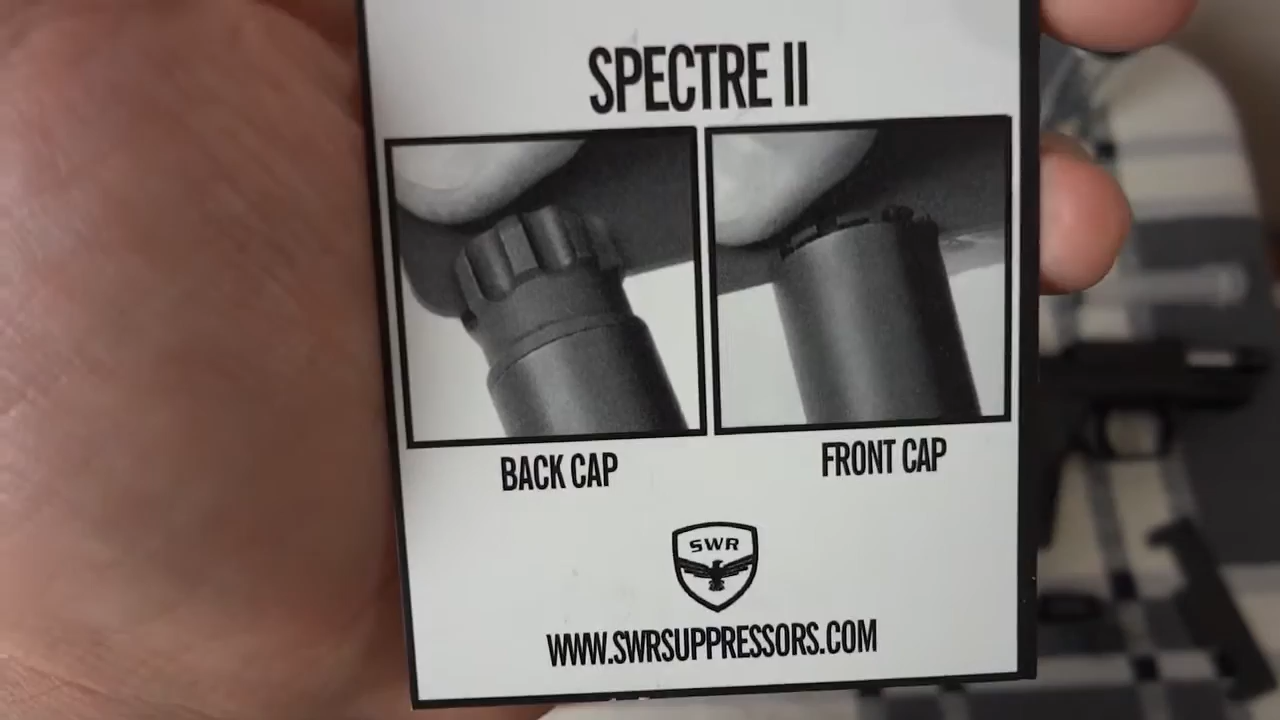 SPECTRE II
BACK CAP
FRONT CAP
SWR
WWW.SWRSUPPRESSORS.COM